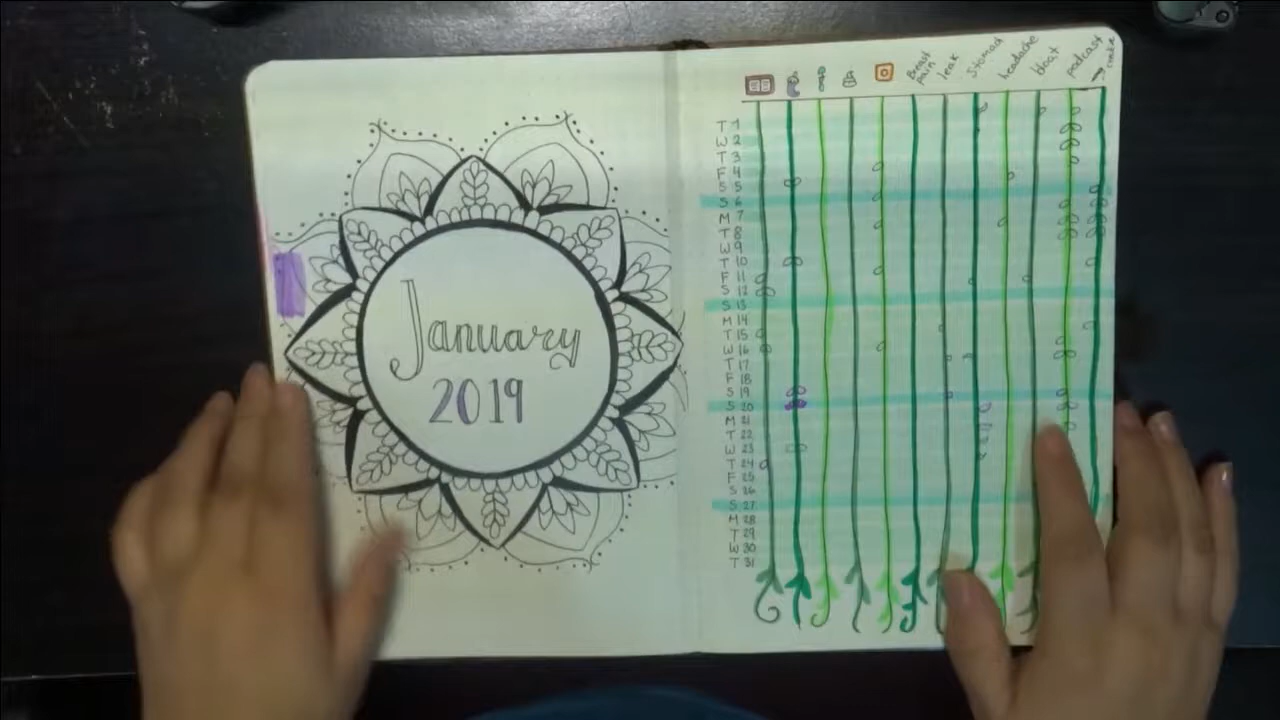 January
2019
Breast pain
leak
Stomach
headache
bloat
podcast
T 1
W 2
T 3
F 4
S 5
S 6
M 7
T 8
W 9
T 10
F 11
S 12
S 13
M 14
T 15
W 16
T 17
F 18
S 19
S 20
M 21
T 22
W 23
T 24
F 25
S 26
S 27
M 28
T 29
W 30
T 31